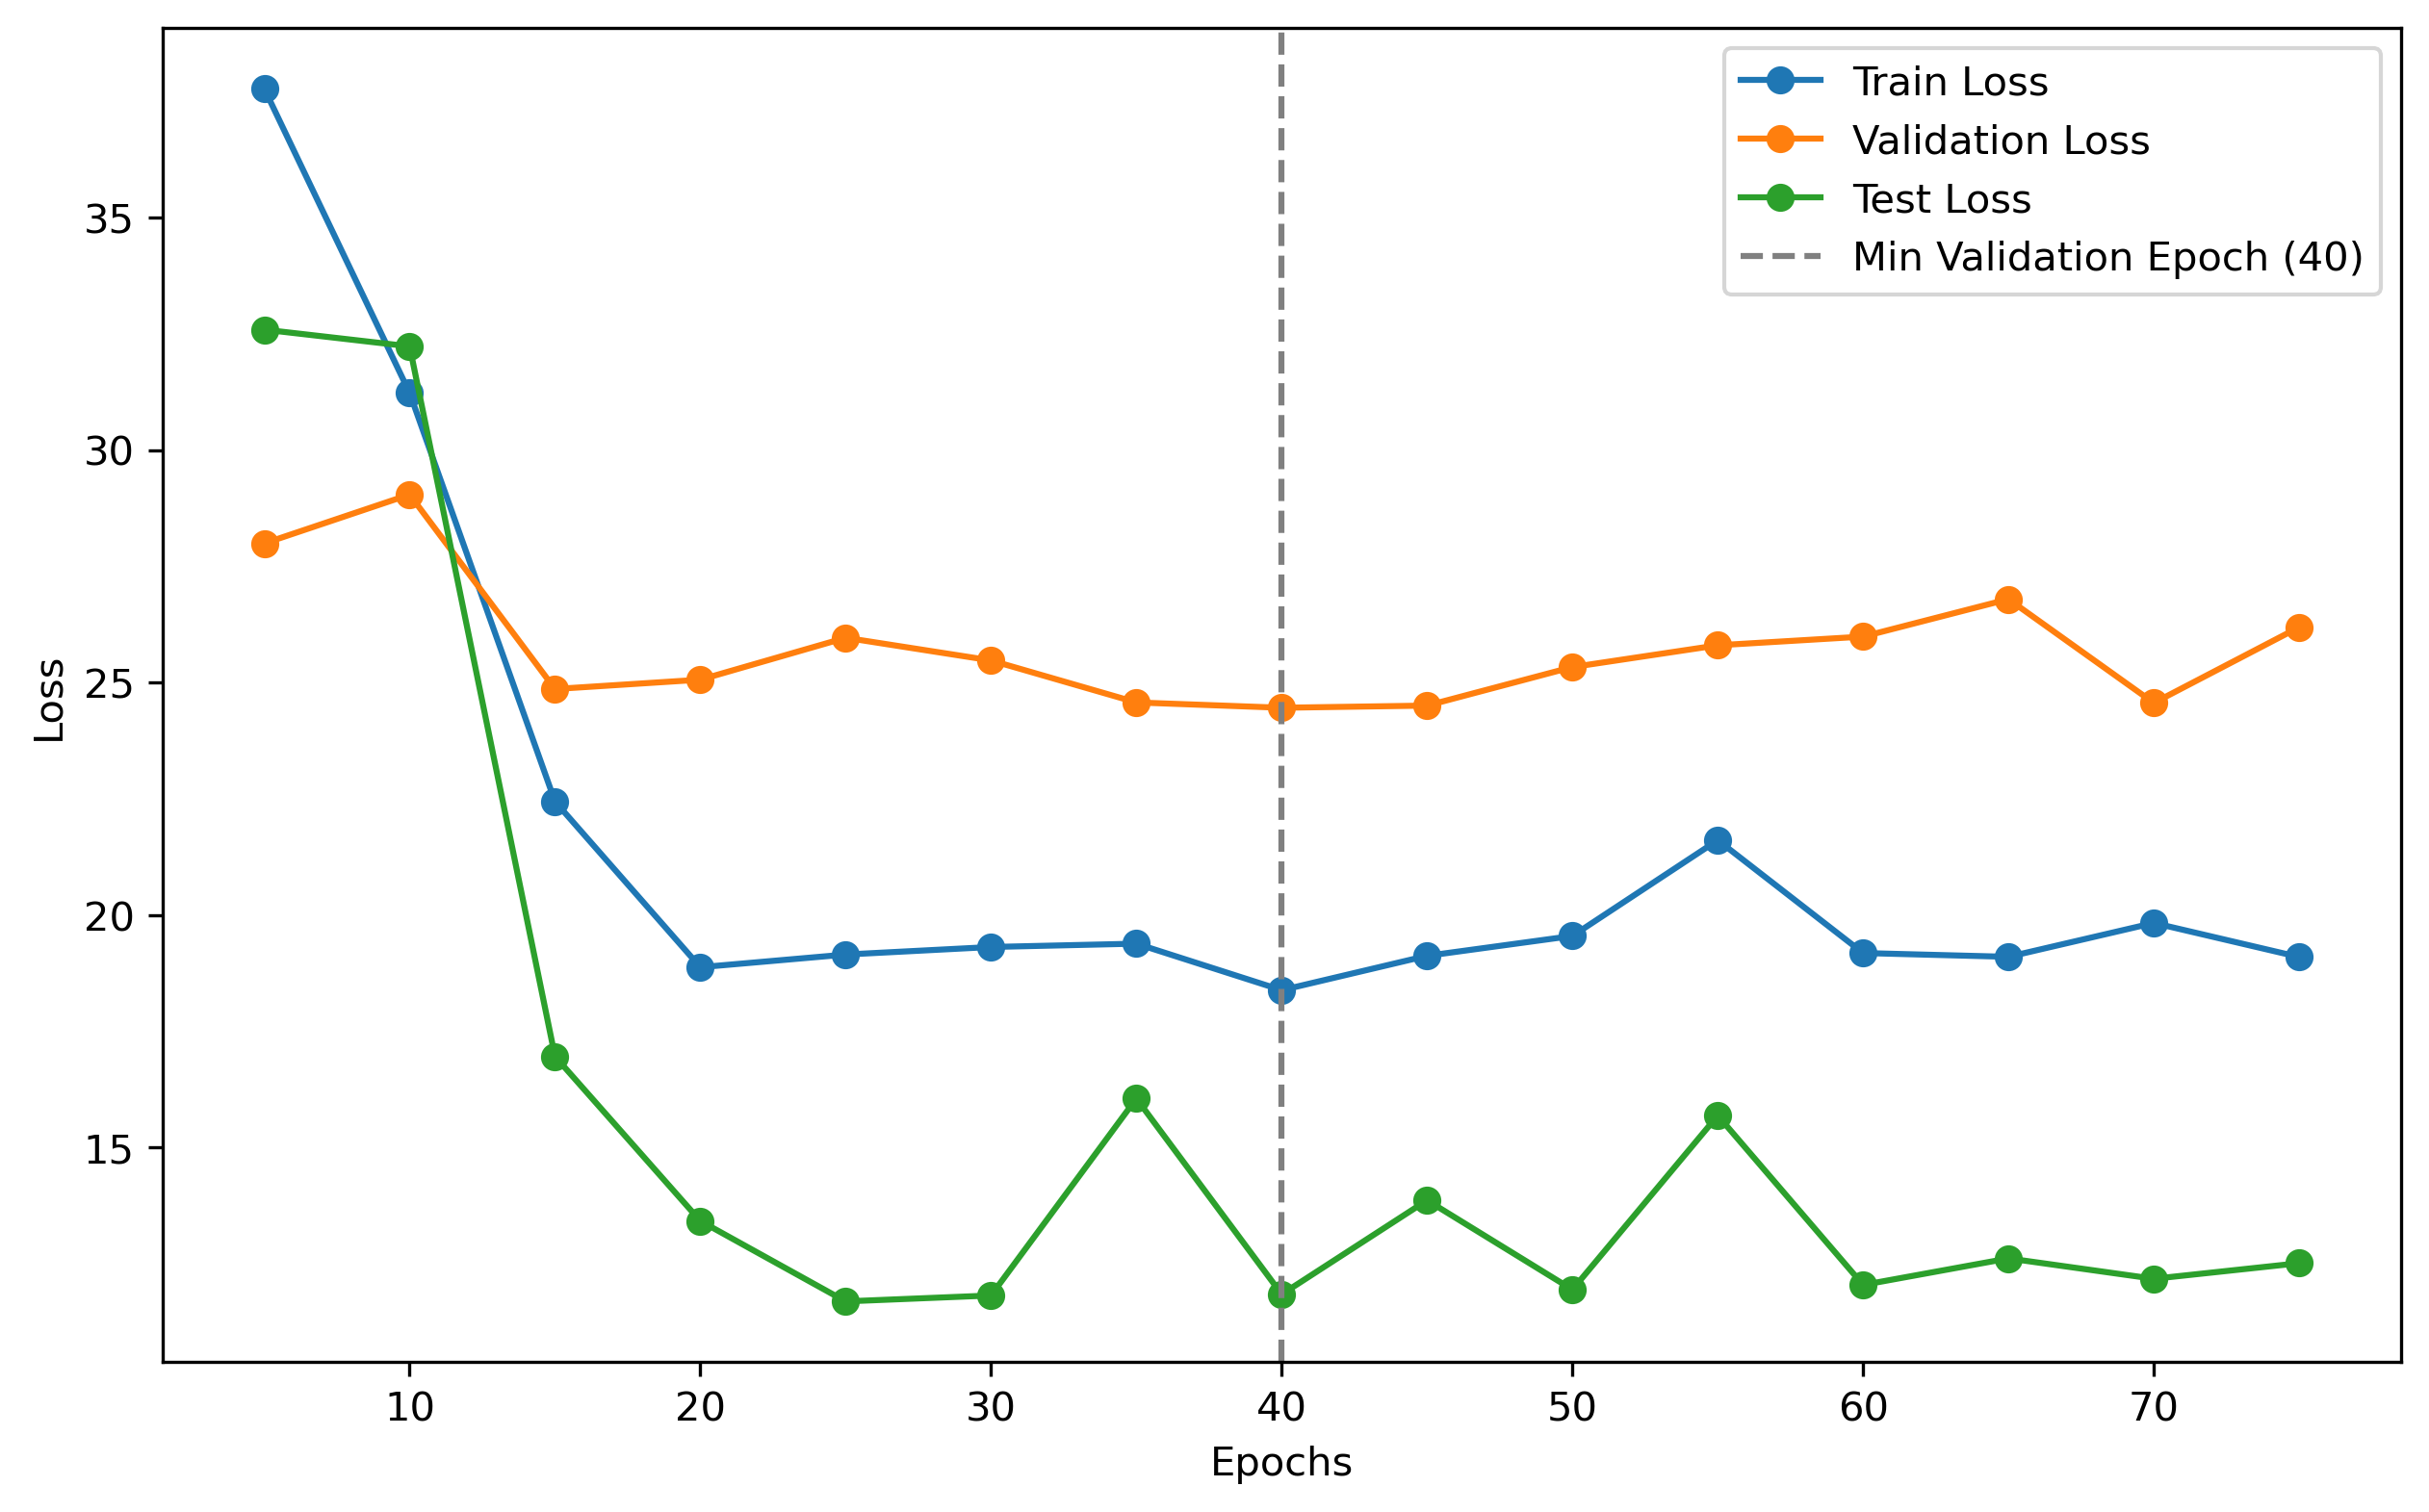 Train Loss
Validation Loss
Test Loss
Min Validation Epoch (40)
35
30
25
20
15
Loss
10 20 30 40 50 60 70
Epochs